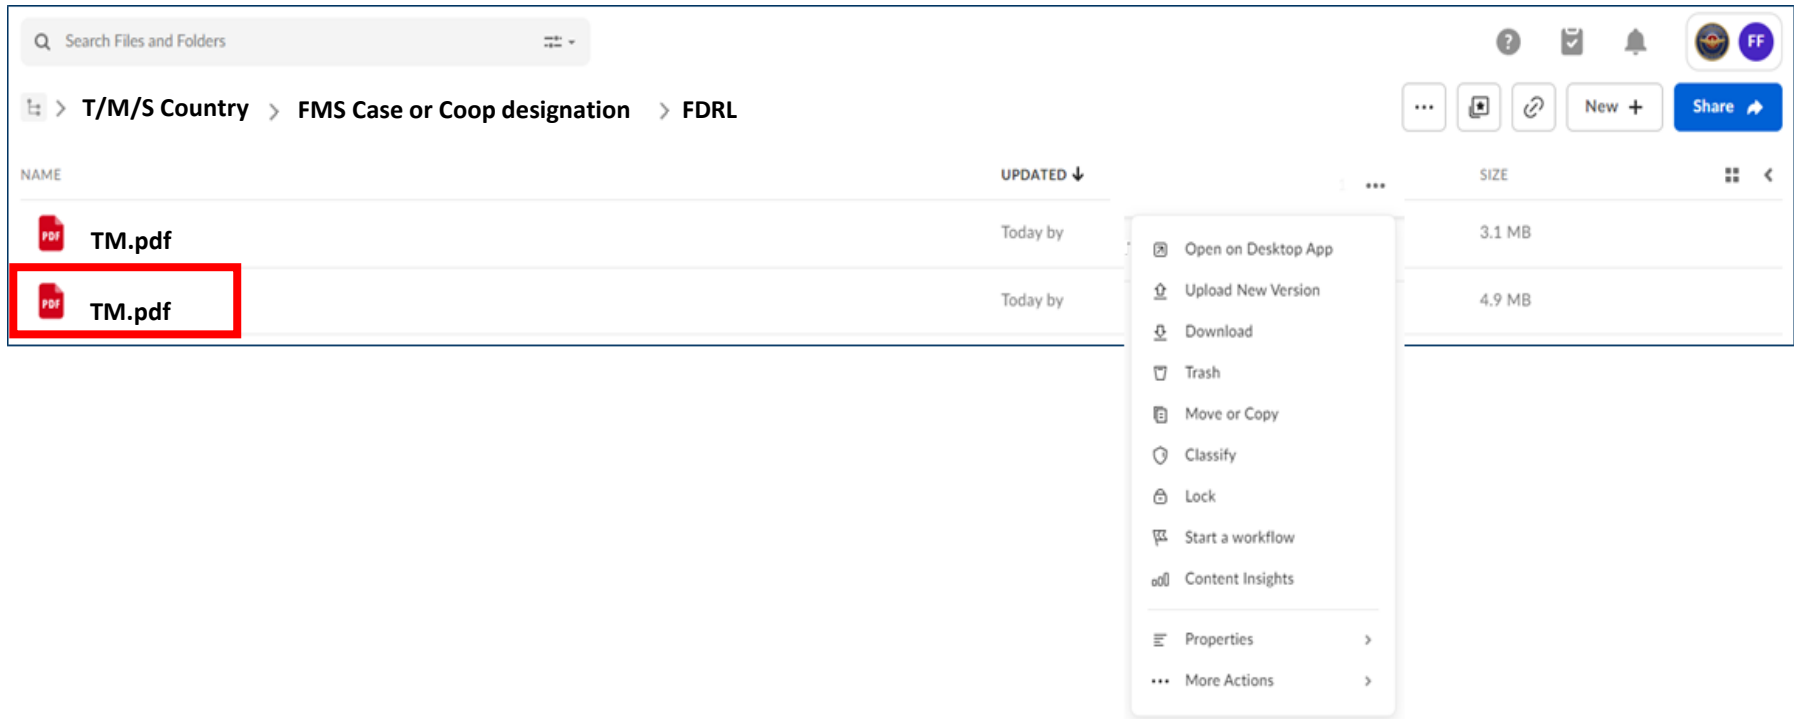 Search Files and Folders
FF
T/M/S Country > FMS Case or Coop designation > FDRL
New +
Share
NAME
UPDATED
SIZE
PDF
TM.pdf
Today by
3.1 MB
PDF
TM.pdf
Today by
4.9 MB
Open on Desktop App
Upload New Version
Download
Trash
Move or Copy
Classify
Lock
Start a workflow
Content Insights
Properties
More Actions